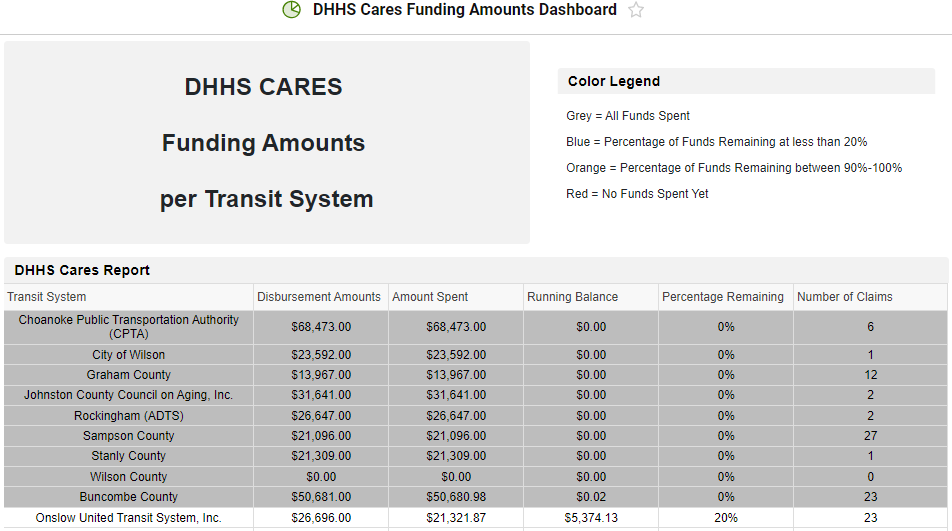 DHHS Cares Funding Amounts Dashboard
DHHS CARES
Funding Amounts
per Transit System
Color Legend
Grey = All Funds Spent
Blue = Percentage of Funds Remaining at less than 20%
Orange = Percentage of Funds Remaining between 90%-100%
Red = No Funds Spent Yet
DHHS Cares Report
Transit System Disbursement Amounts Amount Spent Running Balance Percentage Remaining Number of Claims
Choanoke Public Transportation Authority
(CPTA) $68,473.00 $68,473.00 $0.00 0% 6
City of Wilson $23,592.00 $23,592.00 $0.00 0% 1
Graham County $13,967.00 $13,967.00 $0.00 0% 12
Johnston County Council on Aging, Inc. $31,641.00 $31,641.00 $0.00 0% 2
Rockingham (ADTS) $26,647.00 $26,647.00 $0.00 0% 2
Sampson County $21,096.00 $21,096.00 $0.00 0% 27
Stanly County $21,309.00 $21,309.00 $0.00 0% 1
Wilson County $0.00 $0.00 $0.00 0% 0
Buncombe County $50,681.00 $50,680.98 $0.02 0% 23
Onslow United Transit System, Inc. $26,696.00 $21,321.87 $5,374.13 20% 23